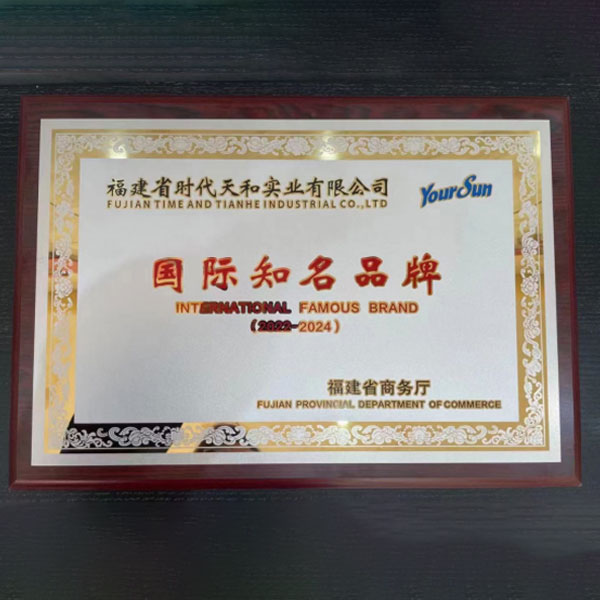 福建省时代天和实业有限公司
FUJIAN TIME AND TIANHE INDUSTRIAL CO.,LTD
YourSun
国际知名品牌
INTERNATIONAL FAMOUS BRAND
(2022-2024)
福建省商务厅
FUJIAN PROVINCIAL DEPARTMENT OF COMMERCE